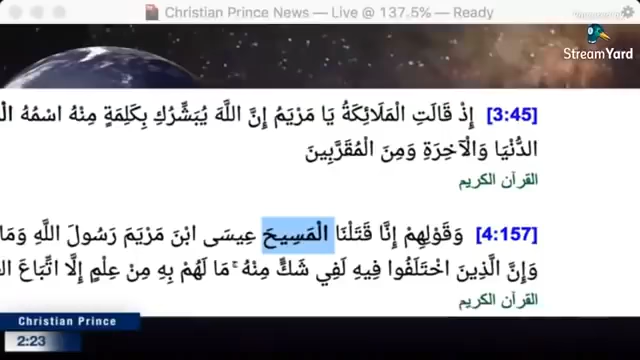 Christian Prince News — Live @ 137.5% — Ready
StreamYard
[3:45] إِذْ قَالَتِ الْمَلَائِكَةُ يَا مَرْيَمُ إِنَّ اللَّهَ يُبَشِّرُكِ بِكَلِمَةٍ مِنْهُ اسْمُهُ
الدُّنْيَا وَالْآخِرَةِ وَمِنَ الْمُقَرَّبِينَ
القرآن الكريم
[4:157] وَقَوْلِهِمْ إِنَّا قَتَلْنَا الْمَسِيحَ عِيسَى ابْنَ مَرْيَمَ رَسُولَ اللَّهِ وَمَا
وَإِنَّ الَّذِينَ اخْتَلَفُوا فِيهِ لَفِي شَكٍّ مِنْهُ ۚ مَا لَهُمْ بِهِ مِنْ عِلْمٍ إِلَّا اتِّبَاعَ
القرآن الكريم
Christian Prince
2:23